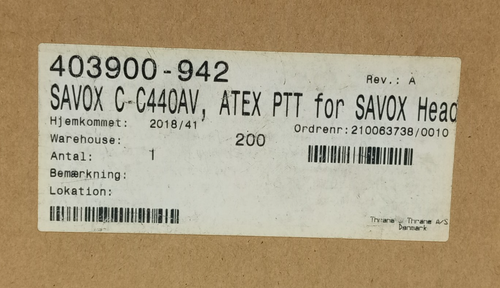 403900-942
Rev.: A
SAVOX C-C440AV, ATEX PTT for SAVOX Head
Hjemkommet: 2018/41
Ordrenr:210063738/0010
Warehouse: 200
Antal: 1
Bemærkning:
Lokation:
Thrane & Thrane A/S
Denmark